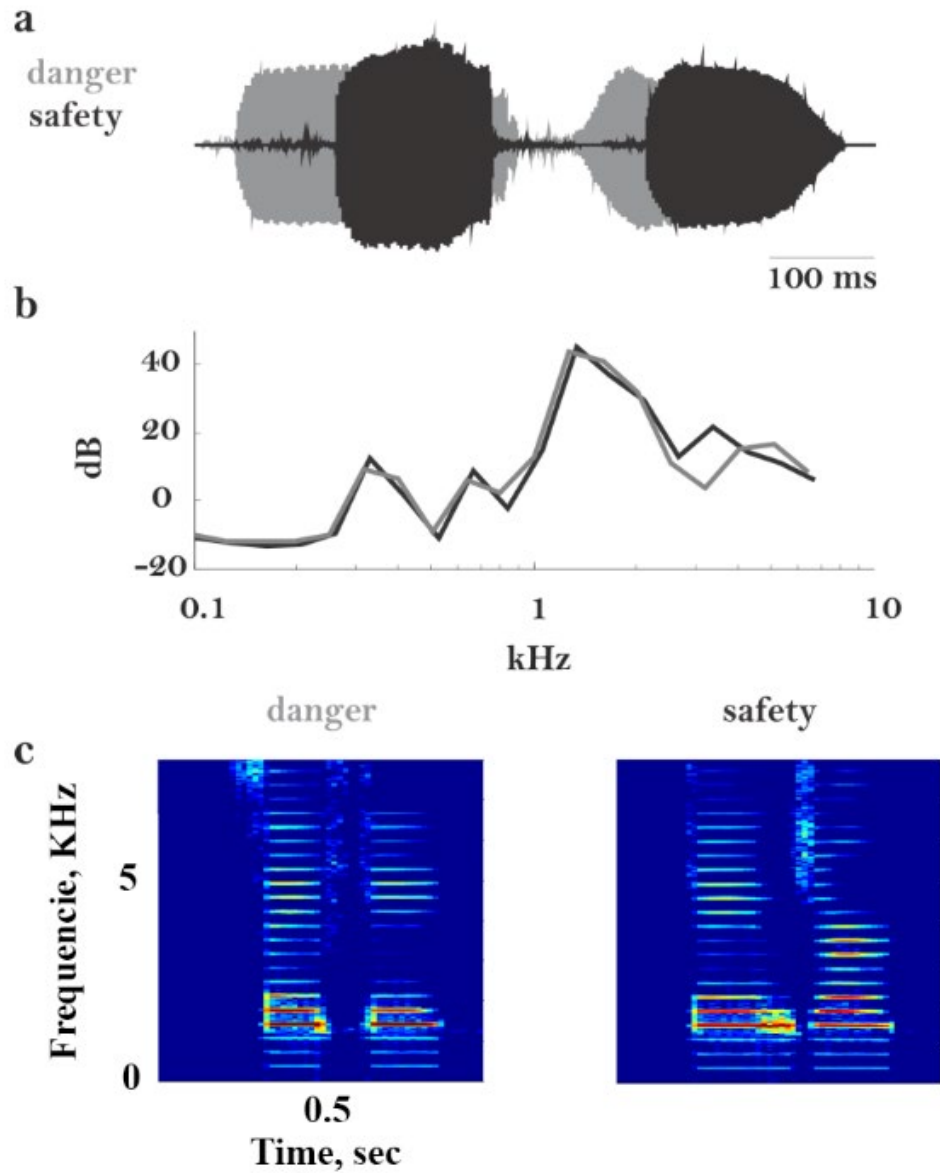 a
danger
safety
100 ms
b
40
20
0
-20
dB
0.1 1 10
kHz
danger safety
c
Frequencie, KHz
5
0
0.5
Time, sec